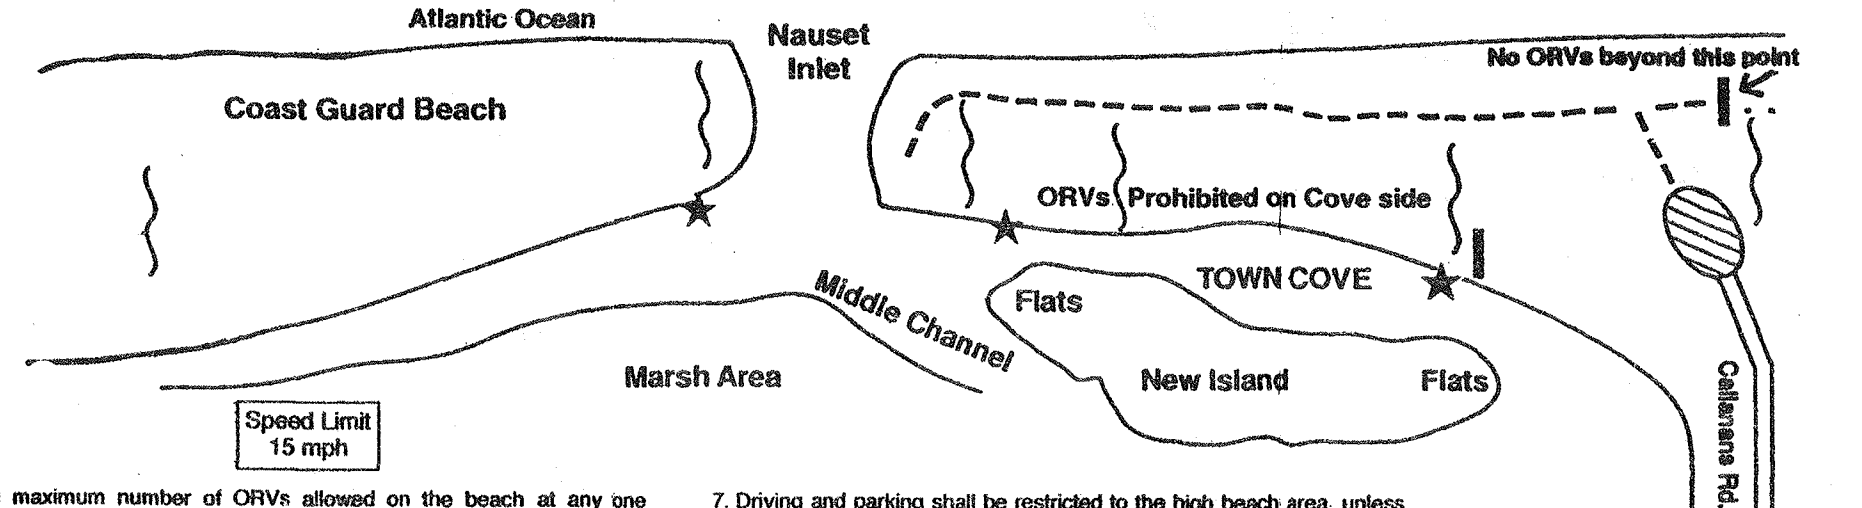 Atlantic Ocean
Nauset
Inlet
No ORVs beyond this point
Coast Guard Beach
ORVs Prohibited on Cove side
TOWN COVE
Middle Channel
Flats
Marsh Area
New Island
Flats
Callanans Rd.
Speed Limit
15 mph
maximum number of ORVs allowed on the beach at any one
7. Driving and parking shall be restricted to the high beach area, unless